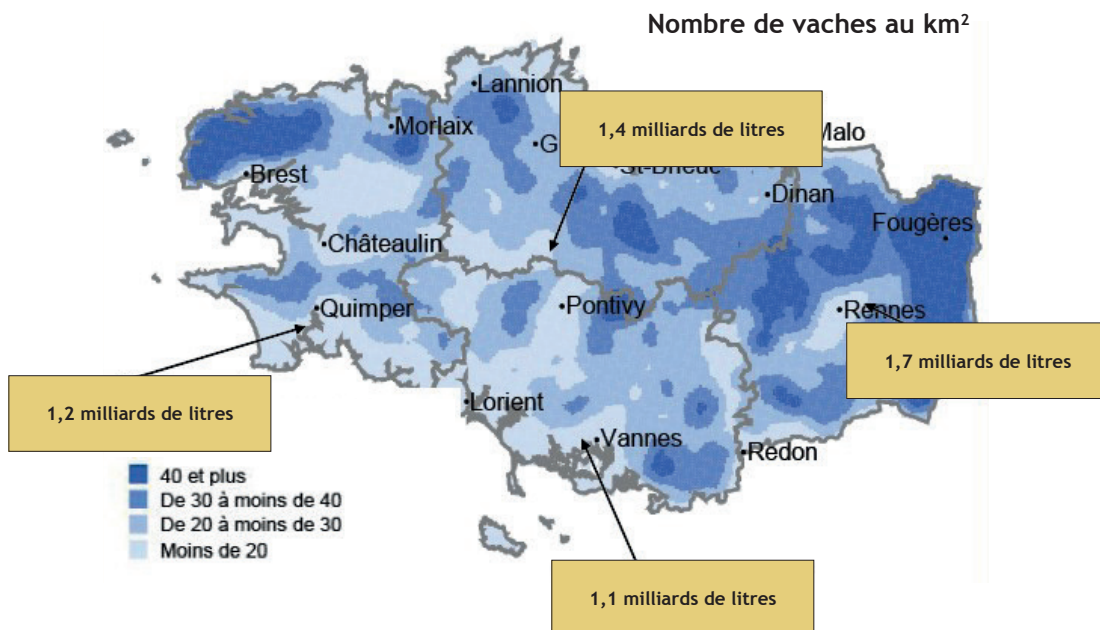 Nombre de vaches au km²
Lannion
1,4 milliards de litres
Morlaix
G
Malo
St-Brieuc
Brest
Dinan
Fougères
Châteaulin
Quimper
Pontivy
Rennes
1,7 milliards de litres
1,2 milliards de litres
Lorient
Vannes
Redon
40 et plus
De 30 à moins de 40
De 20 à moins de 30
Moins de 20
1,1 milliards de litres